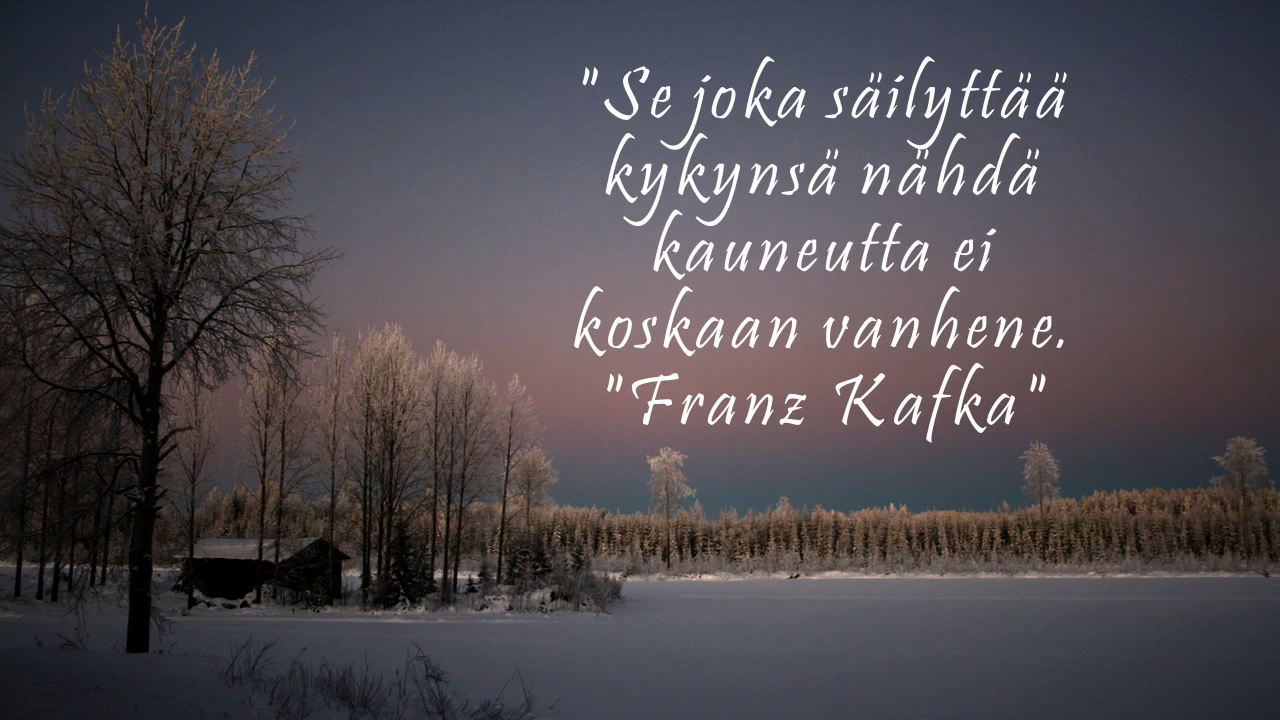 "Se joka säilyttää
kykynsä nähdä
kauneutta ei
koskaan vanhene.
"Franz Kafka"